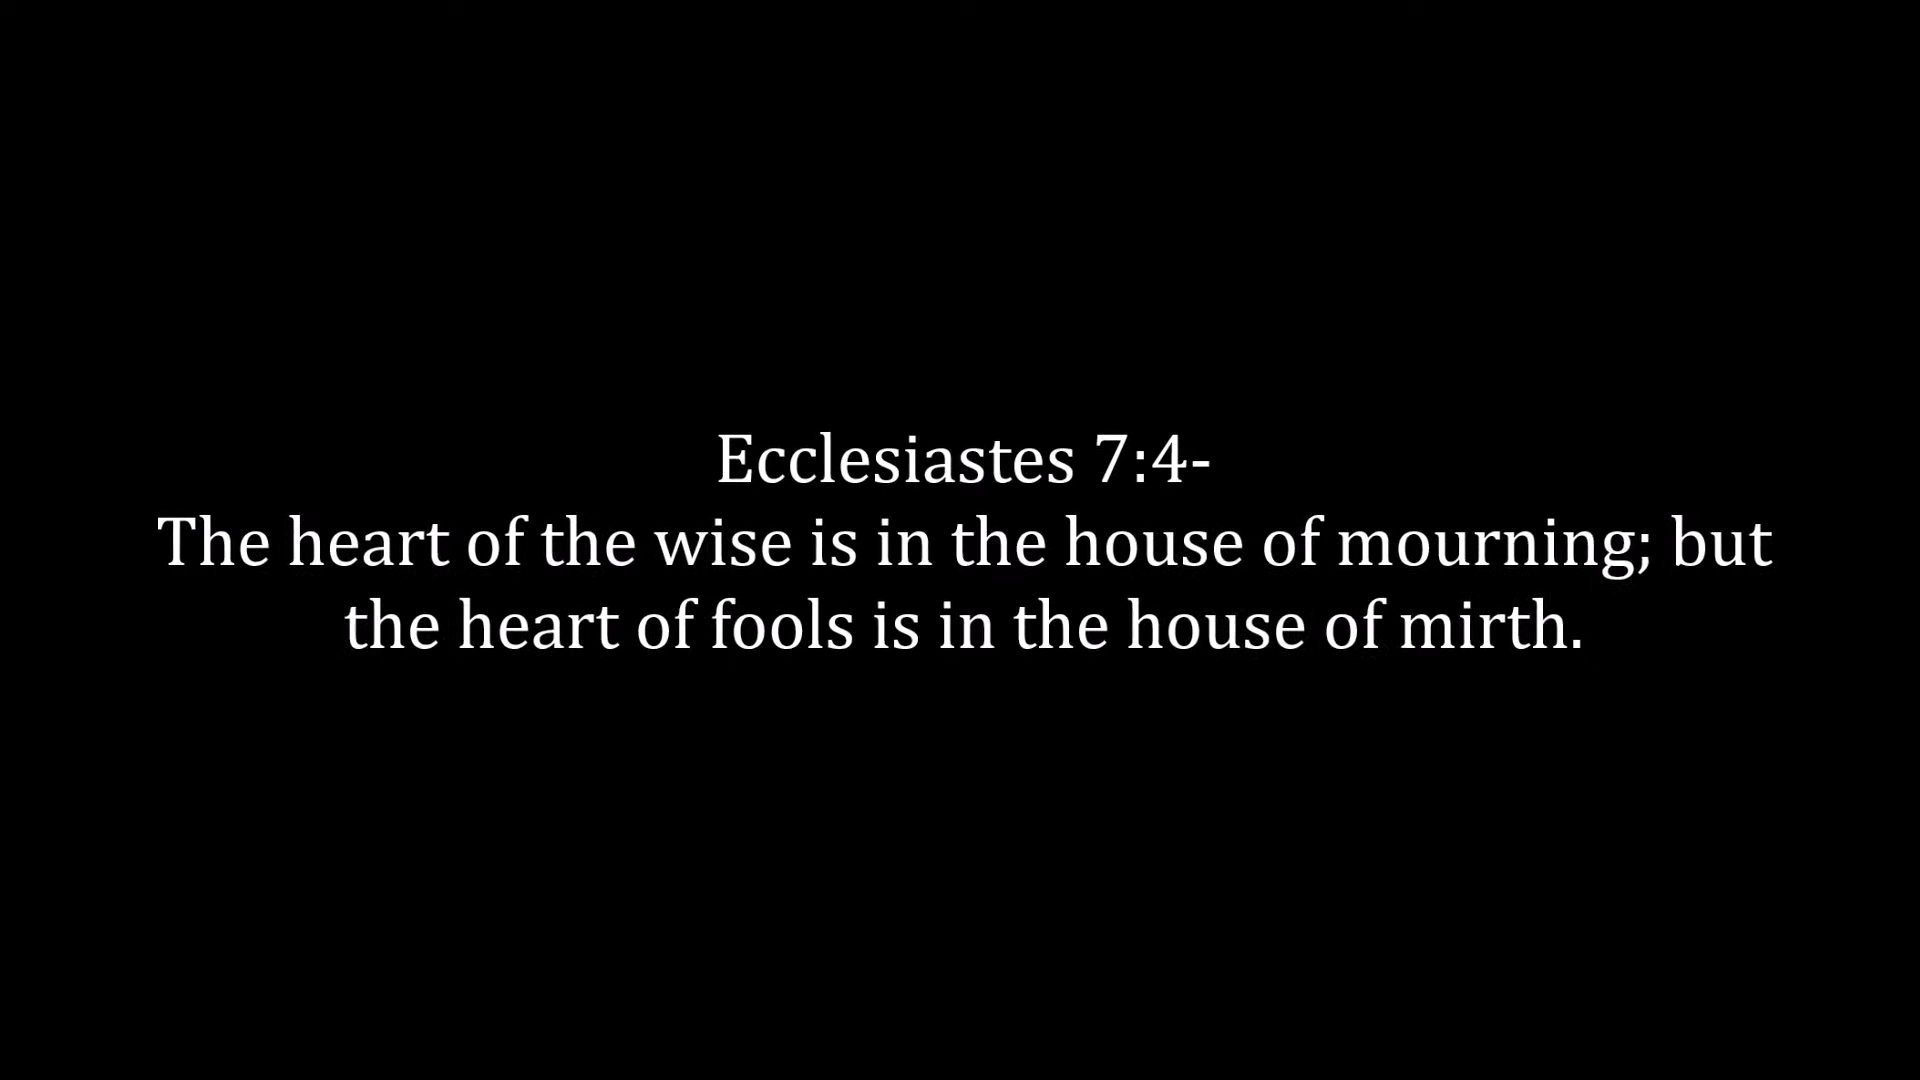 Ecclesiastes 7:4-
The heart of the wise is in the house of mourning; but
the heart of fools is in the house of mirth.